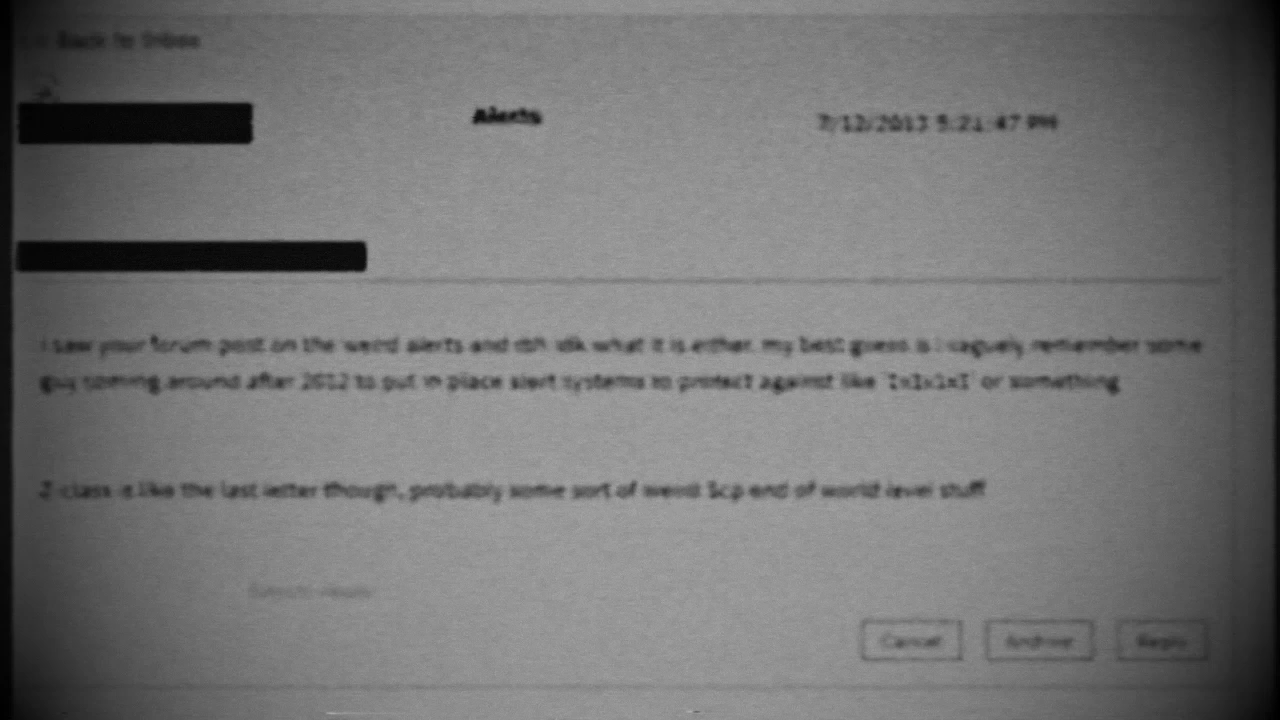 Back to Inbox
Alerts
7/12/2013 5:21:47 PM
I saw your forum post on the weird alerts and tbh idk what it is either. my best guess is I vaguely remember some
guy coming around after 2012 to put in place alert systems to protect against like '1x1x1x1' or something
Z-class is like the last letter though, probably some sort of weird Scp end of world level stuff
Cancel
Archive
Reply